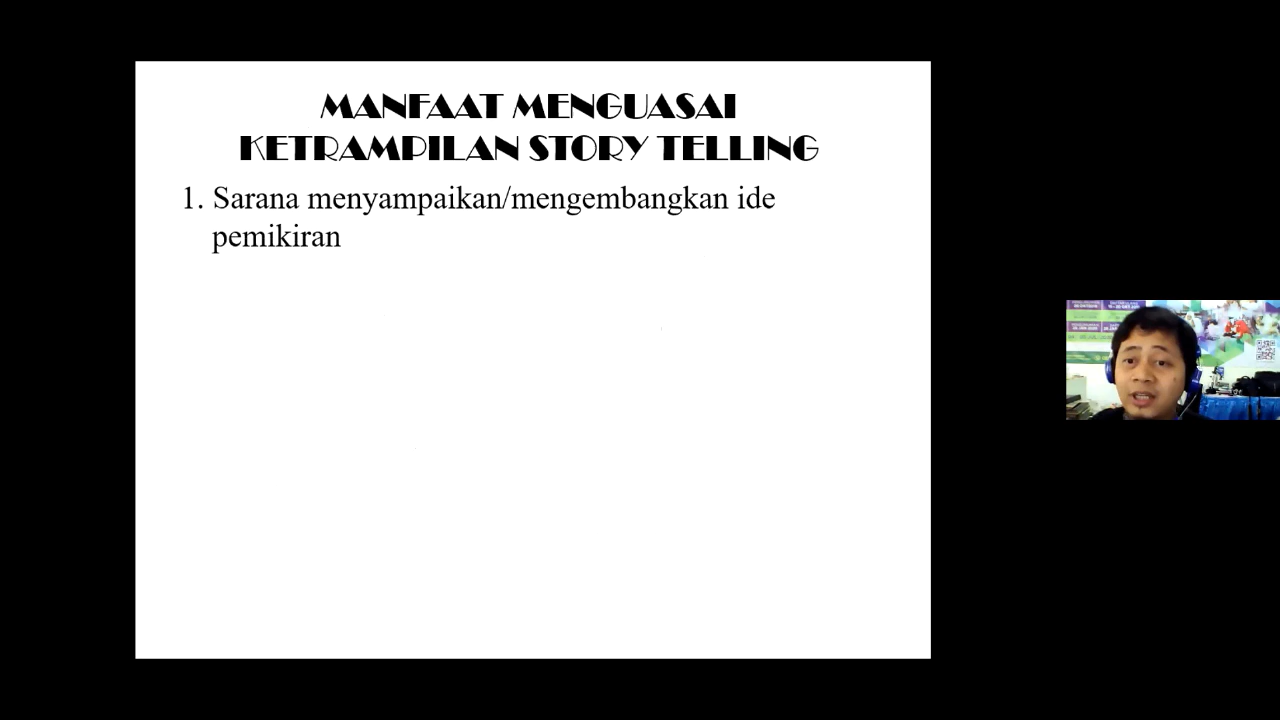 MANFAAT MENGUASAI
KETRAMPILAN STORY TELLING
1. Sarana menyampaikan/mengembangkan ide
pemikiran